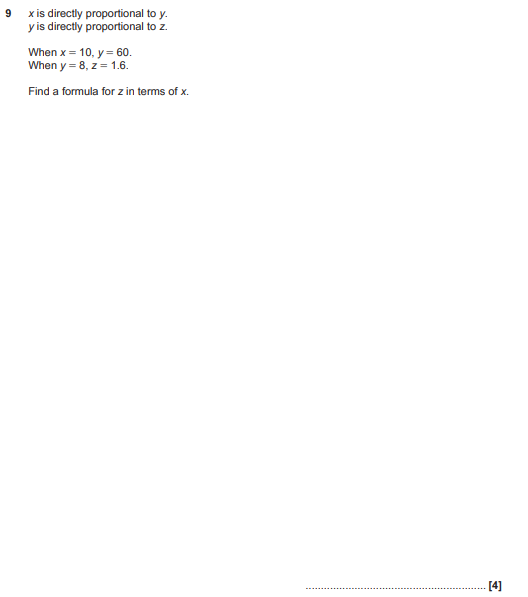 9 x is directly proportional to y.
y is directly proportional to z.
When x = 10, y = 60.
When y = 8, z = 1.6.
Find a formula for z in terms of x.
............................................................ [4]